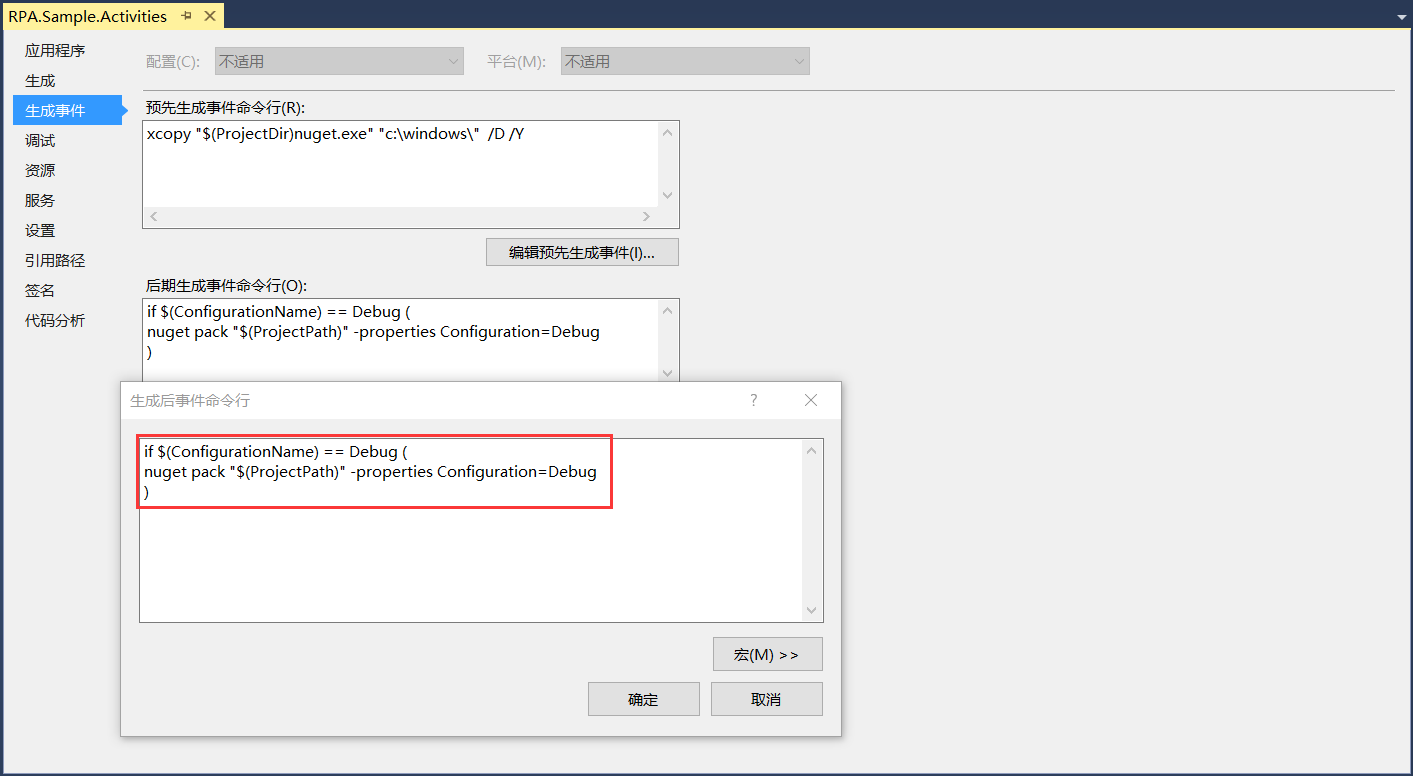 RPA.Sample.Activities
应用程序
生成
生成事件
调试
资源
服务
设置
引用路径
签名
代码分析
配置(C): 不适用 平台(M): 不适用
预先生成事件命令行(R):
xcopy "$(ProjectDir)nuget.exe" "c:\windows\" /D /Y
编辑预先生成事件(I)...
后期生成事件命令行(O):
if $(ConfigurationName) == Debug (
nuget pack "$(ProjectPath)" -properties Configuration=Debug
)
生成后事件命令行 ?
if $(ConfigurationName) == Debug (
nuget pack "$(ProjectPath)" -properties Configuration=Debug
)
宏(M) >>
确定 取消